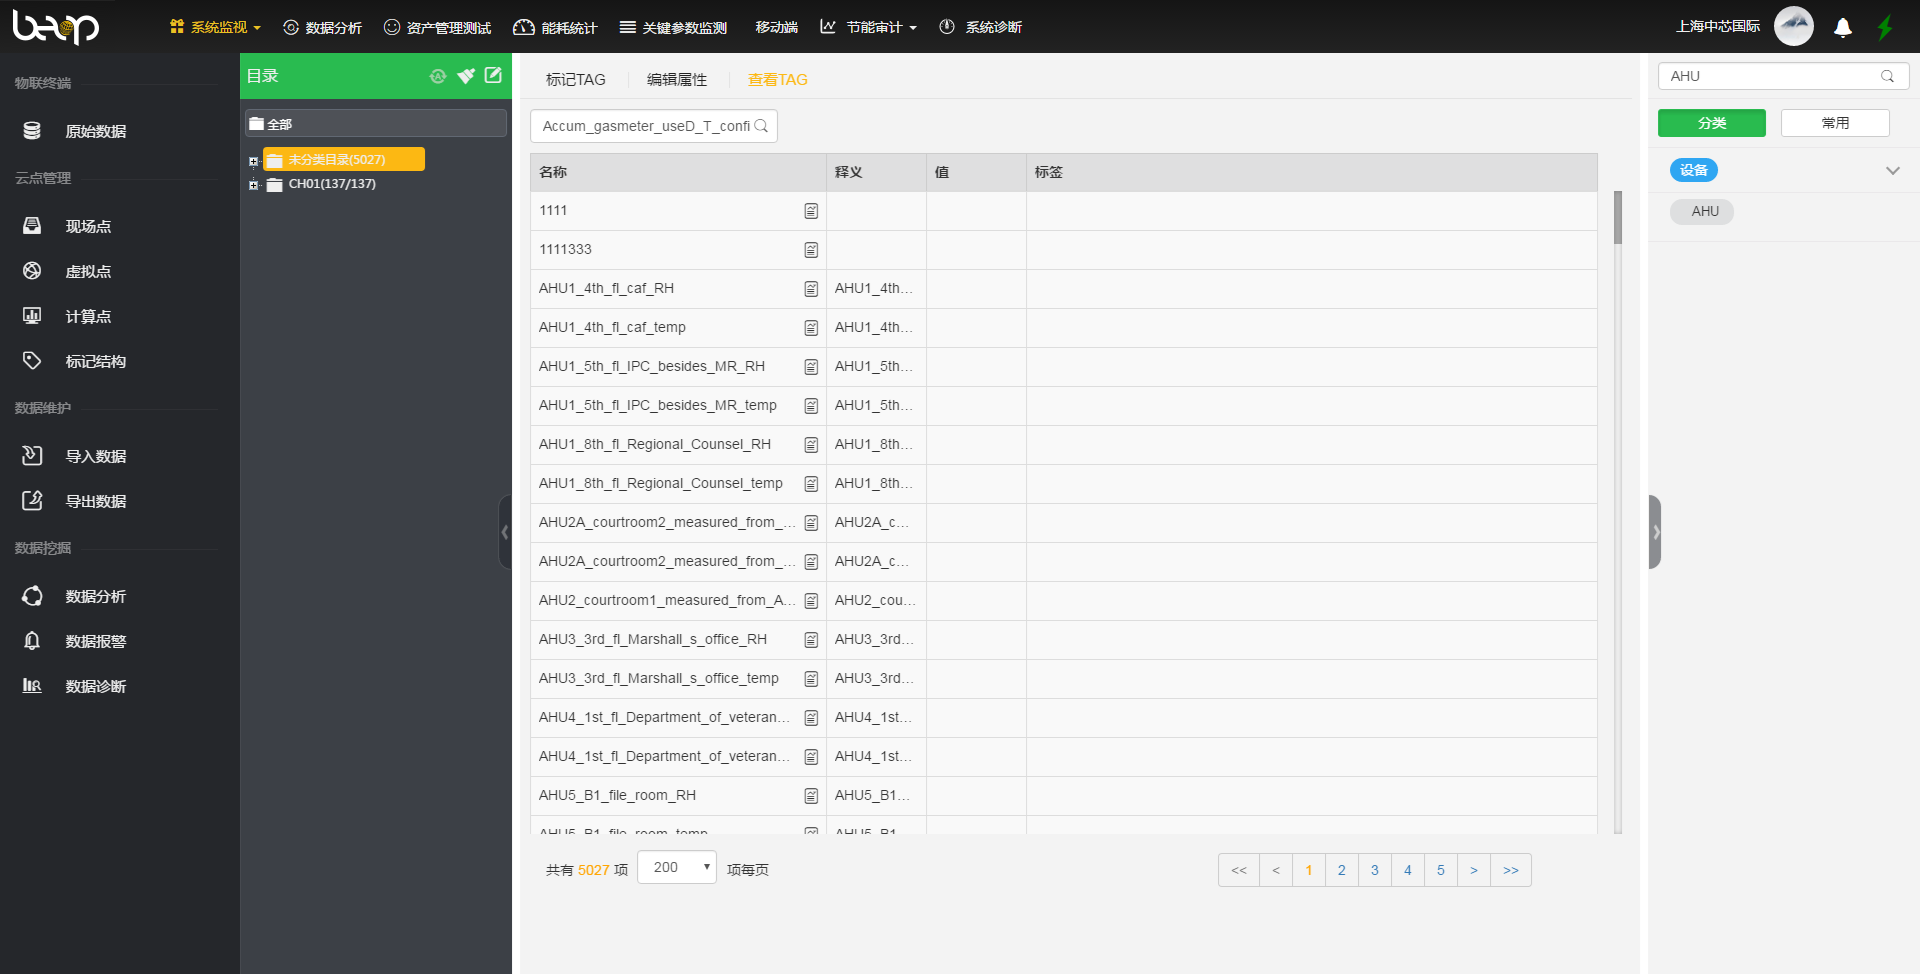 beop
系统监视
数据分析
资产管理测试
能耗统计
关键参数监测
移动端
节能审计
系统诊断
上海中芯国际
物联终端
原始数据
云点管理
现场点
虚拟点
计算点
标记结构
数据维护
导入数据
导出数据
数据挖掘
数据分析
数据报警
数据诊断
目录
全部
未分类目录(5027)
CH01(137/137)
标记TAG
编辑属性
查看TAG
Accum_gasmeter_useD_T_confi
名称 释义 值 标签
1111
1111333
AHU1_4th_fl_caf_RH AHU1_4th...
AHU1_4th_fl_caf_temp AHU1_4th...
AHU1_5th_fl_IPC_besides_MR_RH AHU1_5th...
AHU1_5th_fl_IPC_besides_MR_temp AHU1_5th...
AHU1_8th_fl_Regional_Counsel_RH AHU1_8th...
AHU1_8th_fl_Regional_Counsel_temp AHU1_8th...
AHU2A_courtroom2_measured_from_... AHU2A_c...
AHU2A_courtroom2_measured_from_... AHU2A_c...
AHU2_courtroom1_measured_from_A... AHU2_cou...
AHU3_3rd_fl_Marshall_s_office_RH AHU3_3rd...
AHU3_3rd_fl_Marshall_s_office_temp AHU3_3rd...
AHU4_1st_fl_Department_of_veteran... AHU4_1st...
AHU4_1st_fl_Department_of_veteran... AHU4_1st...
AHU5_B1_file_room_RH AHU5_B1...
AHU5_B1_file_room_temp AHU5_B1
共有 5027 项 200 项每页
<< < 1 2 3 4 5 > >>
AHU
分类
常用
设备
AHU